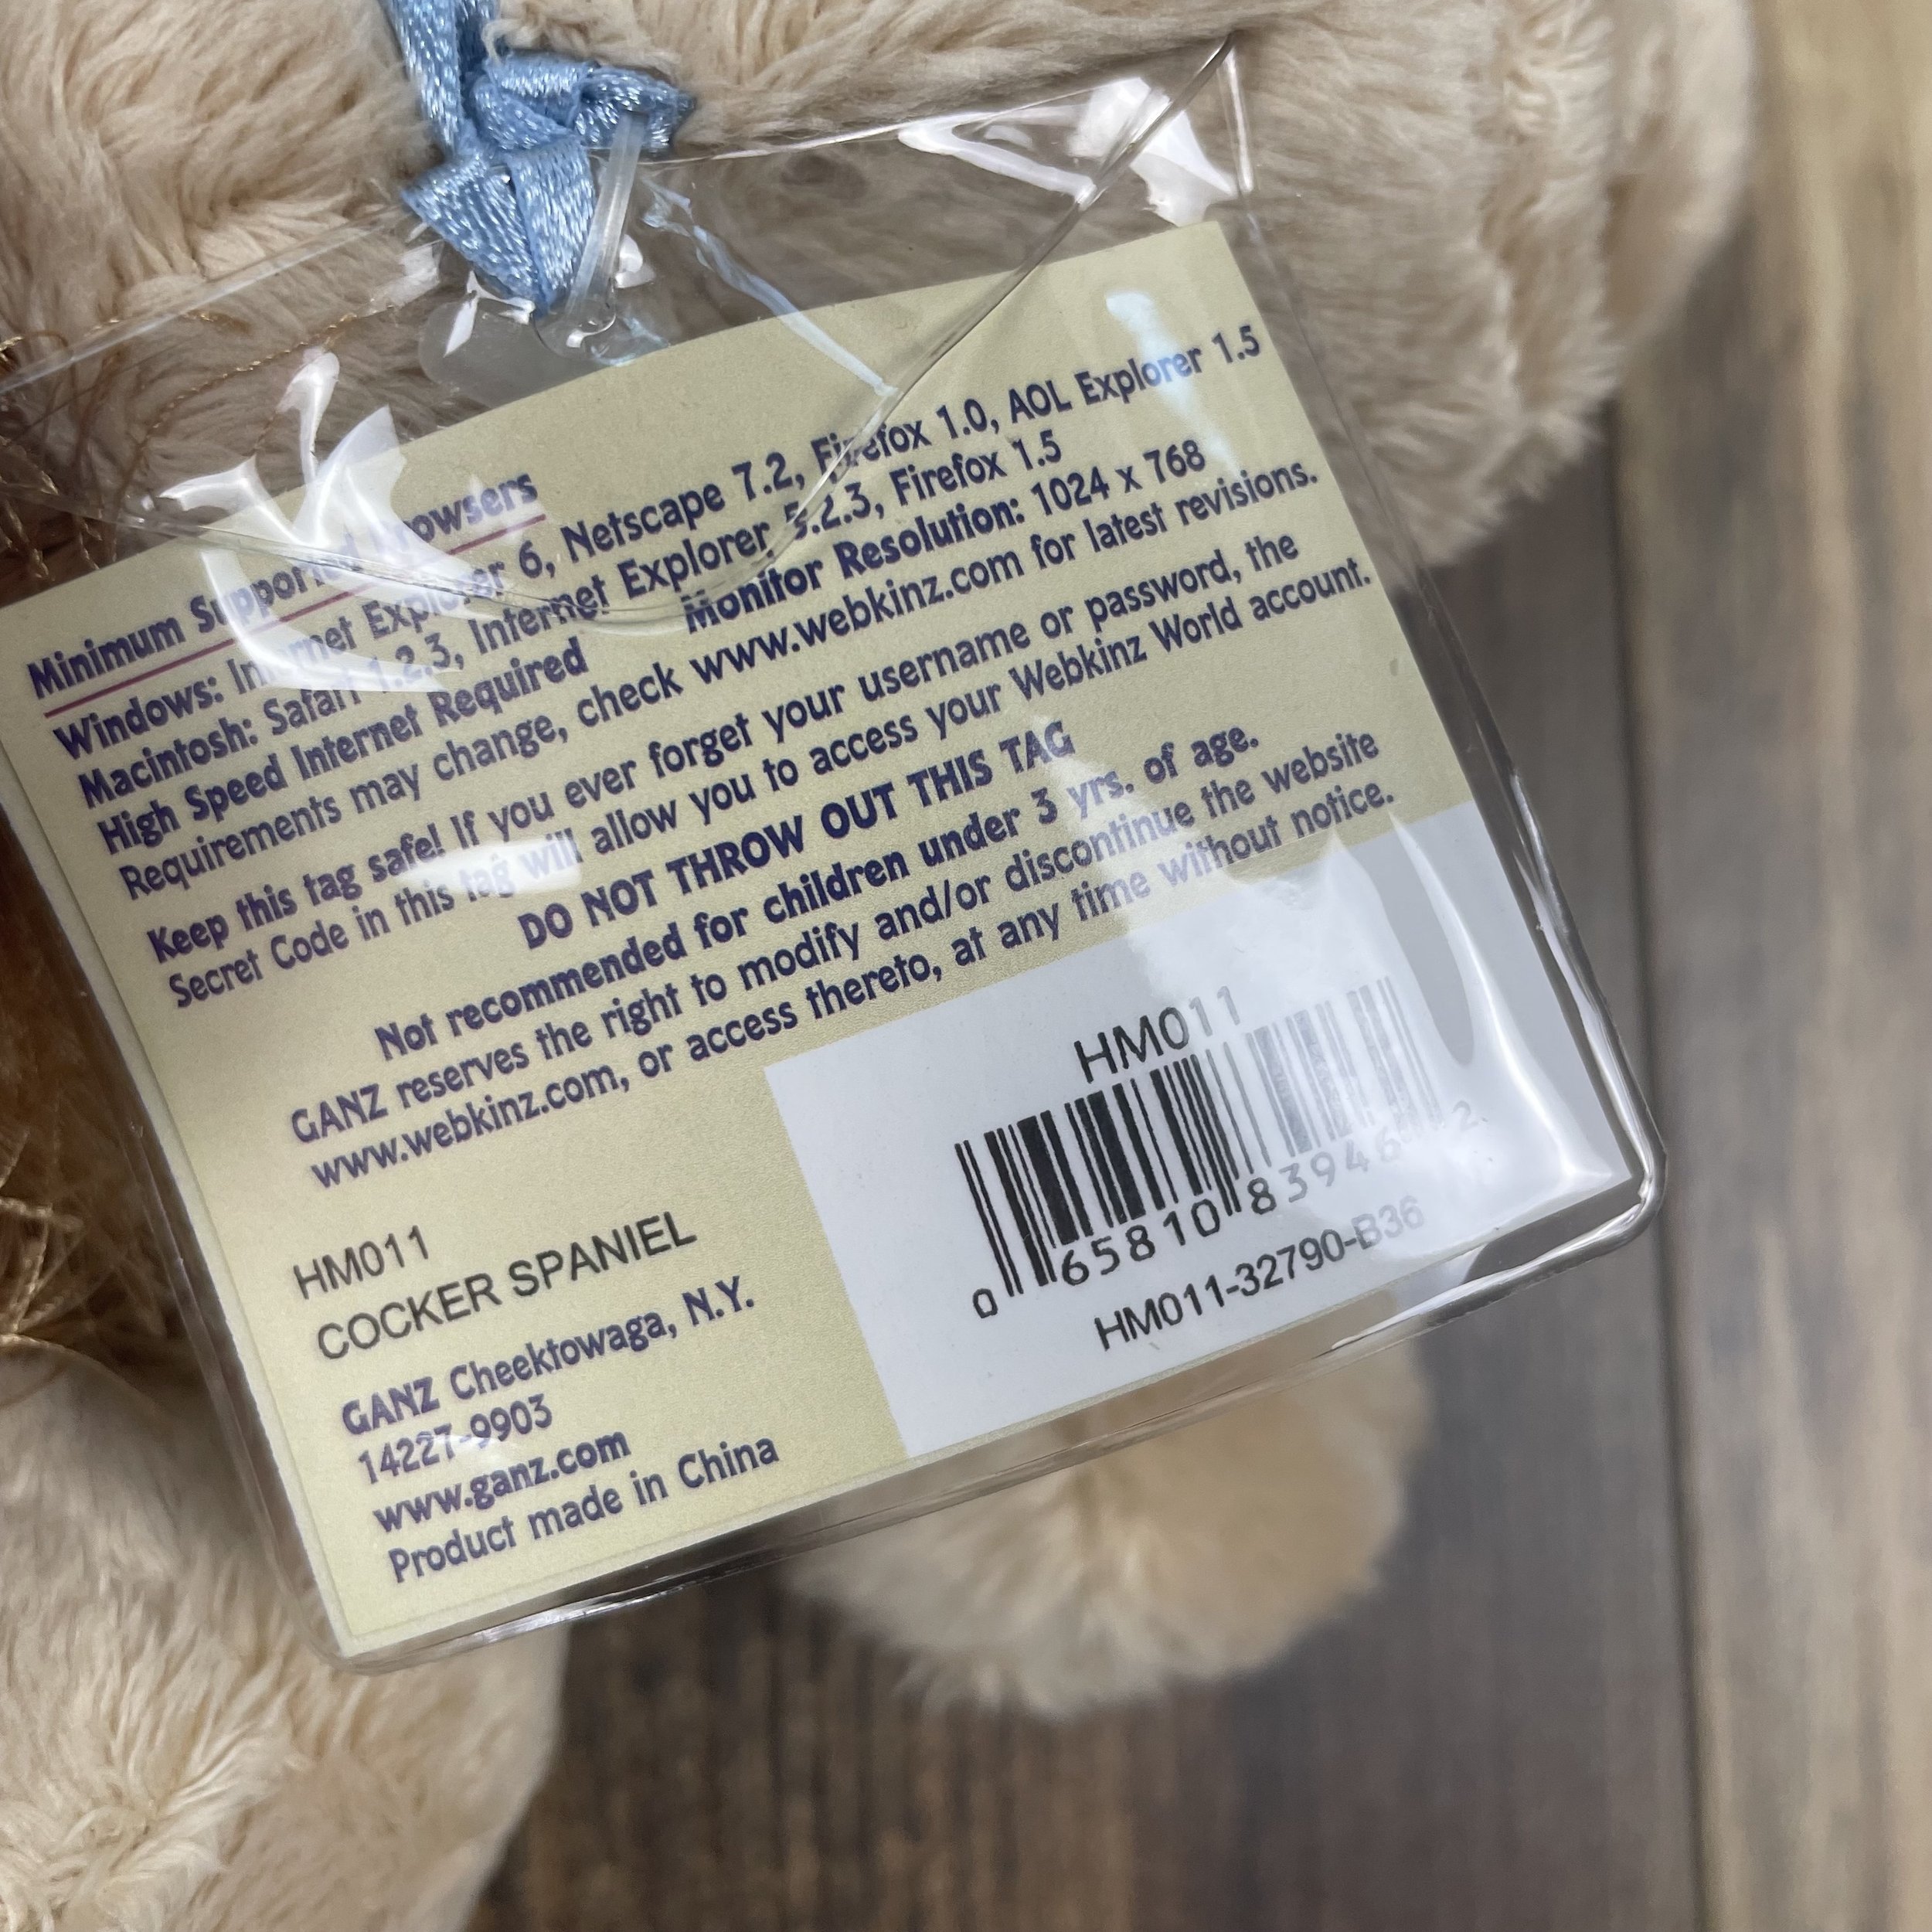 Minimum Supported Browsers
Windows: Internet Explorer 6, Netscape 7.2, Firefox 1.0, AOL Explorer 1.5
Macintosh: Safari 1.2.3, Internet Explorer 5.2.3, Firefox 1.5
High Speed Internet Required Monitor Resolution: 1024 x 768
Requirements may change, check www.webkinz.com for latest revisions.
Keep this tag safe! If you ever forget your username or password, the
Secret Code in this tag will allow you to access your Webkinz World account.
DO NOT THROW OUT THIS TAG
Not recommended for children under 3 yrs. of age.
GANZ reserves the right to modify and/or discontinue the website
www.webkinz.com, or access thereto, at any time without notice.
HM011
0 65810 83946 2
HM011-32790-B36
HM011
COCKER SPANIEL
GANZ Cheektowaga, N.Y.
14227-9903
www.ganz.com
Product made in China